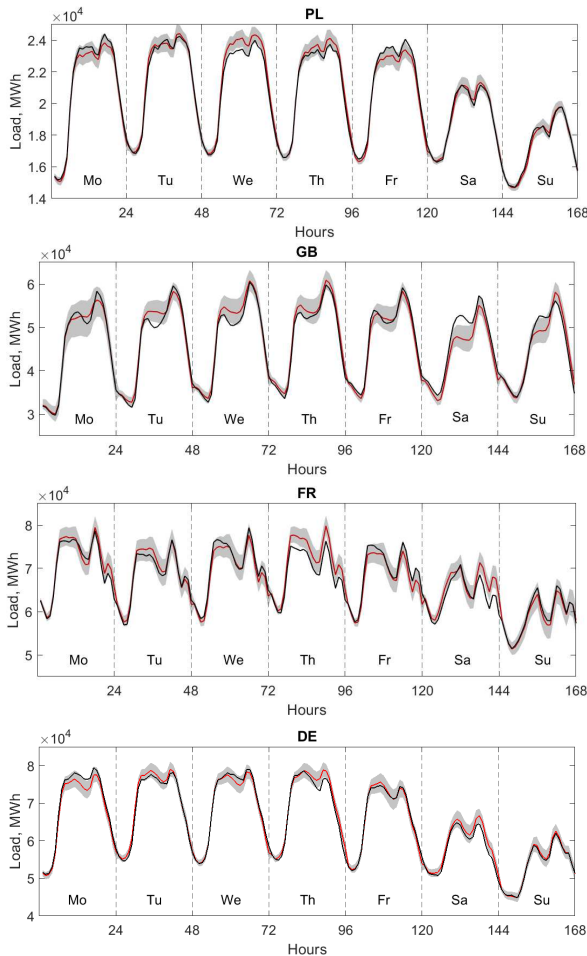 PL
×10⁴
Load, MWh
2.4
2.2
2
1.8
1.6
1.4
Mo Tu We Th Fr Sa Su
24 48 72 96 120 144 168
Hours
GB
×10⁴
Load, MWh
6
5
4
3
Mo Tu We Th Fr Sa Su
24 48 72 96 120 144 168
Hours
FR
×10⁴
Load, MWh
8
7
6
5
Mo Tu We Th Fr Sa Su
24 48 72 96 120 144 168
Hours
DE
×10⁴
Load, MWh
8
7
6
5
4
Mo Tu We Th Fr Sa Su
24 48 72 96 120 144 168
Hours